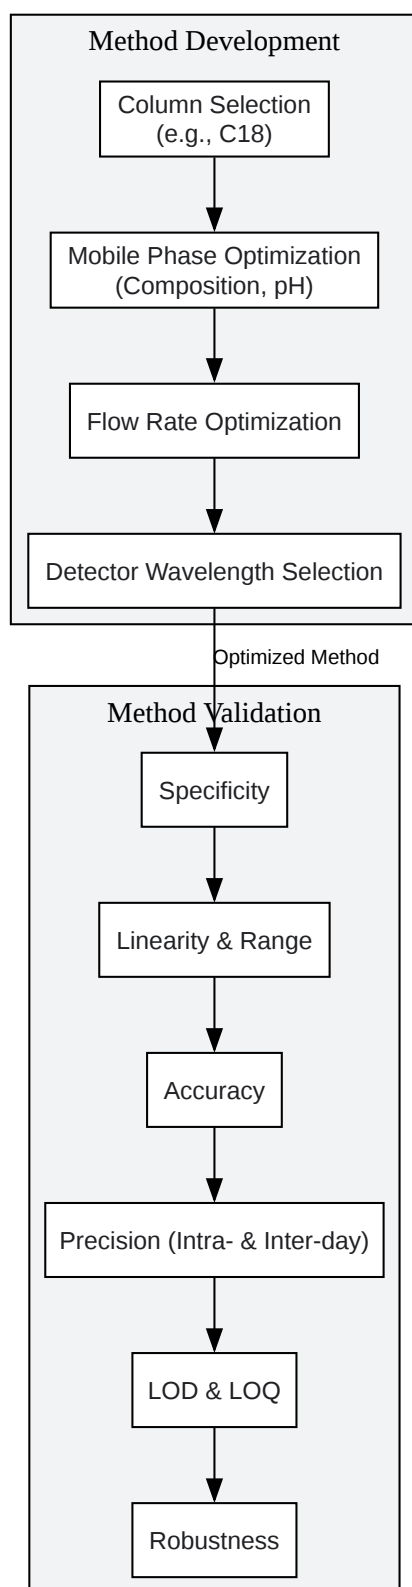 Method Development
Column Selection
(e.g., C18)
Mobile Phase Optimization
(Composition, pH)
Flow Rate Optimization
Detector Wavelength Selection
Optimized Method
Method Validation
Specificity
Linearity & Range
Accuracy
Precision (Intra- & Inter-day)
LOD & LOQ
Robustness